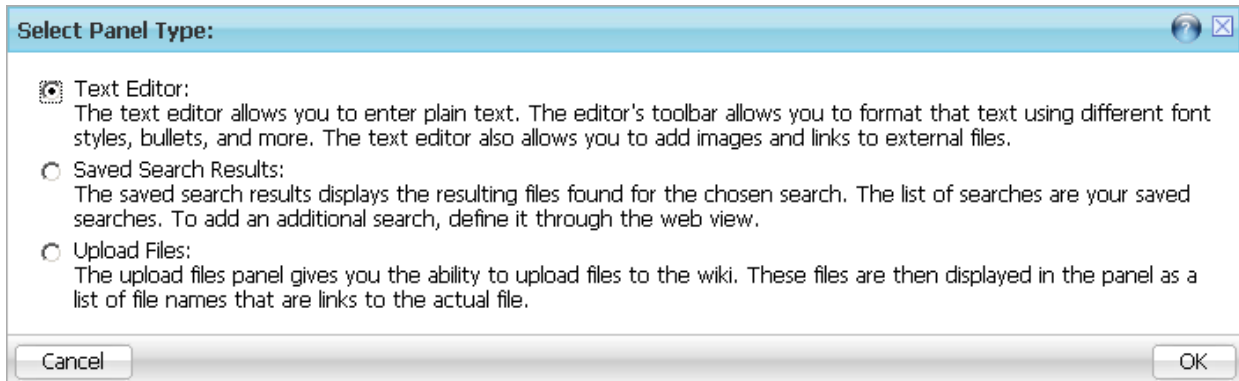 Select Panel Type:
Text Editor:
The text editor allows you to enter plain text. The editor's toolbar allows you to format that text using different font
styles, bullets, and more. The text editor also allows you to add images and links to external files.
Saved Search Results:
The saved search results displays the resulting files found for the chosen search. The list of searches are your saved
searches. To add an additional search, define it through the web view.
Upload Files:
The upload files panel gives you the ability to upload files to the wiki. These files are then displayed in the panel as a
list of file names that are links to the actual file.
Cancel OK